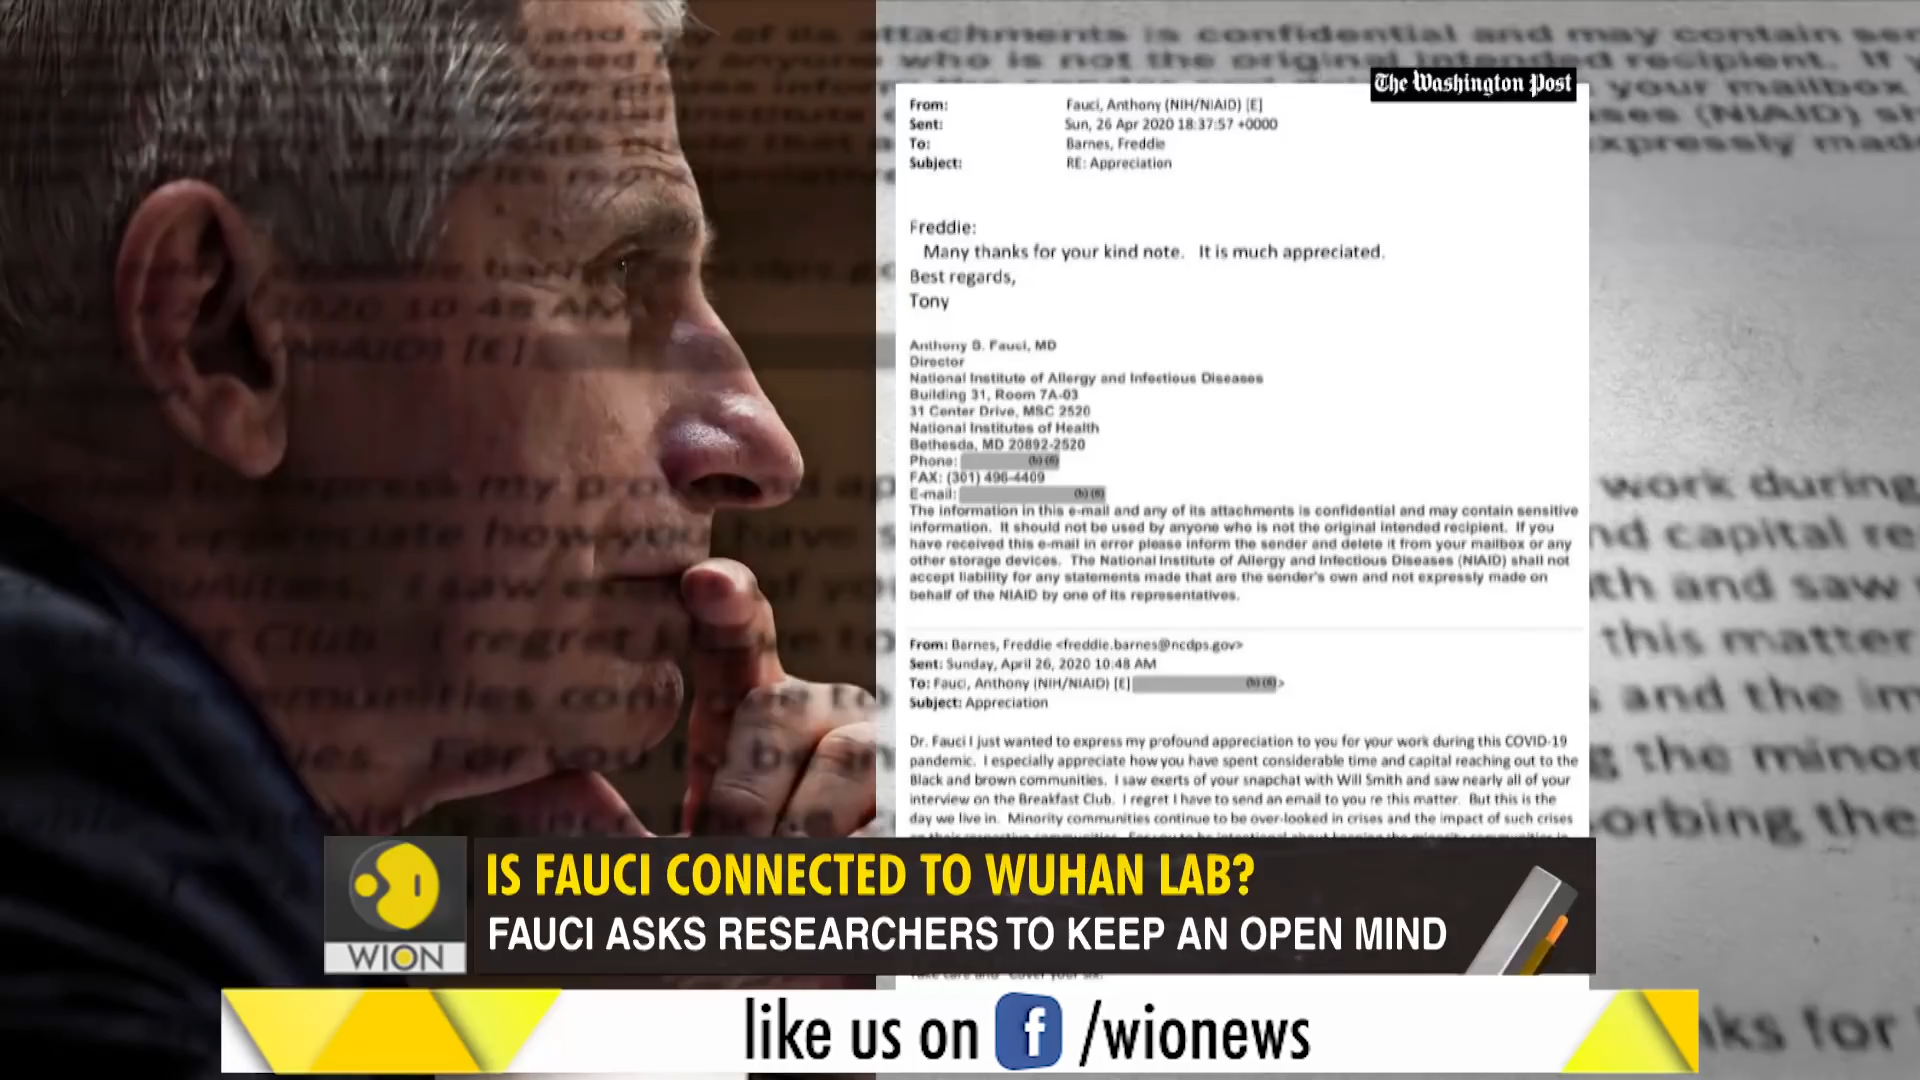 The Washington Post
From: Fauci, Anthony (NIH/NIAID) [E]
Sent: Sun, 26 Apr 2020 18:37:57 +0000
To: Barnes, Freddie
Subject: RE: Appreciation
Freddie:
Many thanks for your kind note. It is much appreciated.
Best regards,
Tony
Anthony S. Fauci, MD
Director
National Institute of Allergy and Infectious Diseases
Building 31, Room 7A-03
31 Center Drive, MSC 2520
National Institutes of Health
Bethesda, MD 20892-2520
Phone: (b) (6)
FAX: (301) 496-4409
E-mail: (b) (6)
The information in this e-mail and any of its attachments is confidential and may contain sensitive
information. It should not be used by anyone who is not the original intended recipient. If you
have received this e-mail in error please inform the sender and delete it from your mailbox or any
other storage devices. The National Institute of Allergy and Infectious Diseases (NIAID) shall not
accept liability for any statements made that are the sender's own and not expressly made on
behalf of the NIAID by one of its representatives.
From: Barnes, Freddie <freddie.barnes@ncdps.gov>
Sent: Sunday, April 26, 2020 10:48 AM
To: Fauci, Anthony (NIH/NIAID) [E] (b) (6)>
Subject: Appreciation
Dr. Fauci I just wanted to express my profound appreciation to you for your work during this COVID-19
pandemic. I especially appreciate how you have spent considerable time and capital reaching out to the
Black and brown communities. I saw exerts of your snapchat with Will Smith and saw nearly all of your
interview on the Breakfast Club. I regret I have to send an email to you re this matter. But this is the
day we live in. Minority communities continue to be over-looked in crises and the impact of such crises
IS FAUCI CONNECTED TO WUHAN LAB?
FAUCI ASKS RESEARCHERS TO KEEP AN OPEN MIND
WION
like us on f /wionews